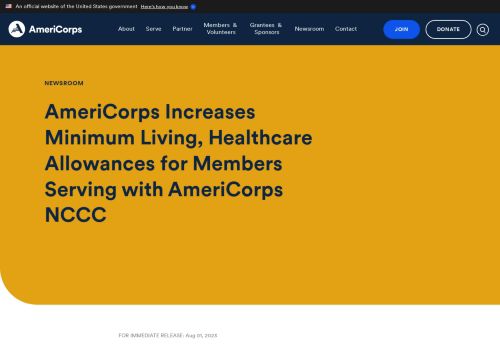 An official website of the United States government Here's how you know
AmeriCorps
About Serve Partner Members & Volunteers Grantees & Sponsors Newsroom Contact JOIN DONATE
NEWSROOM
AmeriCorps Increases
Minimum Living, Healthcare
Allowances for Members
Serving with AmeriCorps
NCCC
FOR IMMEDIATE RELEASE: Aug 01, 2023